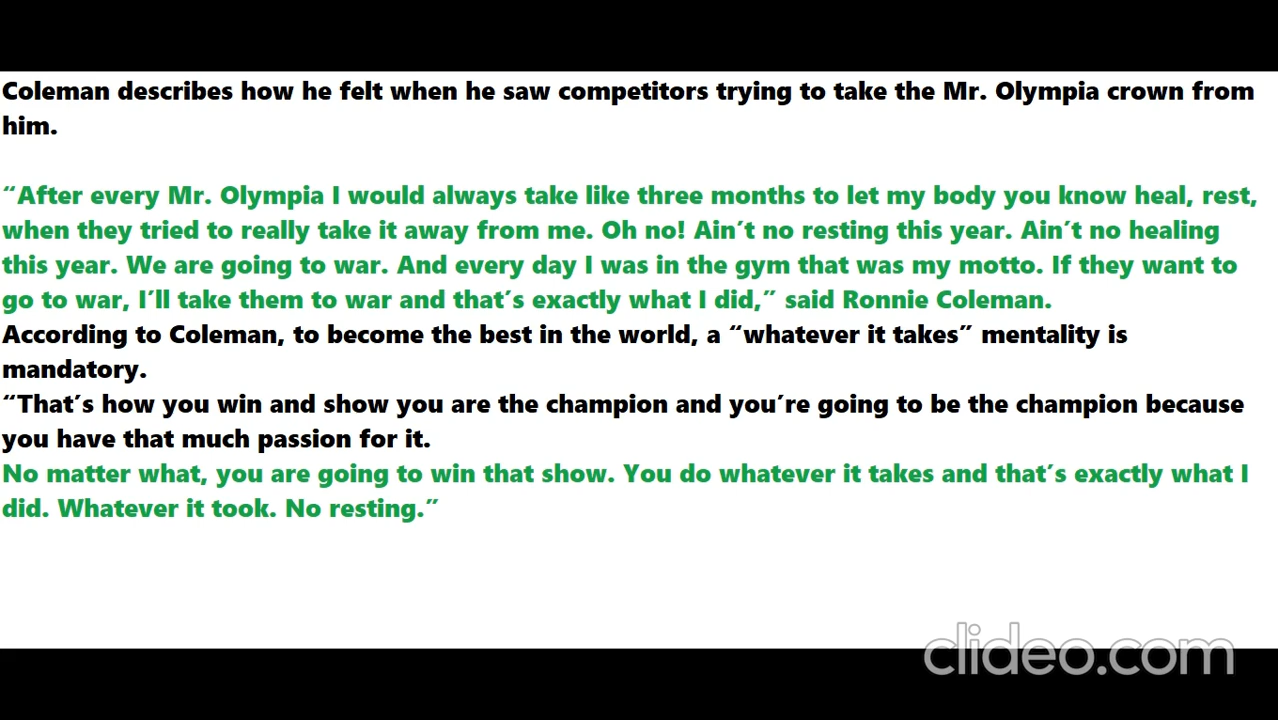 Coleman describes how he felt when he saw competitors trying to take the Mr. Olympia crown from
him.
“After every Mr. Olympia I would always take like three months to let my body you know heal, rest,
when they tried to really take it away from me. Oh no! Ain’t no resting this year. Ain’t no healing
this year. We are going to war. And every day I was in the gym that was my motto. If they want to
go to war, I’ll take them to war and that’s exactly what I did,” said Ronnie Coleman.
According to Coleman, to become the best in the world, a “whatever it takes” mentality is
mandatory.
“That’s how you win and show you are the champion and you’re going to be the champion because
you have that much passion for it.
No matter what, you are going to win that show. You do whatever it takes and that’s exactly what I
did. Whatever it took. No resting.”
clideo.com